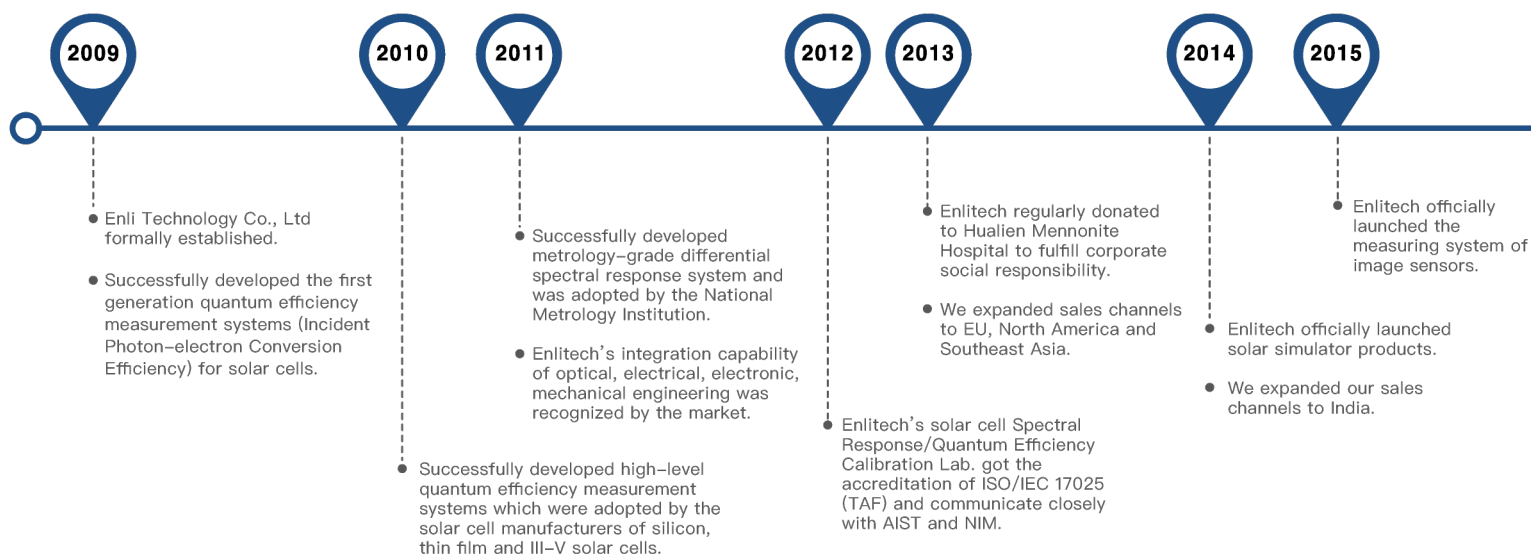 2009
Enli Technology Co., Ltd
formally established.
Successfully developed the first
generation quantum efficiency
measurement systems (Incident
Photon-electron Conversion
Efficiency) for solar cells.
2010
Successfully developed high-level
quantum efficiency measurement
systems which were adopted by the
solar cell manufacturers of silicon,
thin film and III-V solar cells.
2011
Successfully developed
metrology-grade differential
spectral response system and
was adopted by the National
Metrology Institution.
Enlitech's integration capability
of optical, electrical, electronic,
mechanical engineering was
recognized by the market.
2012
Enlitech's solar cell Spectral
Response/Quantum Efficiency
Calibration Lab. got the
accreditation of ISO/IEC 17025
(TAF) and communicate closely
with AIST and NIM.
2013
Enlitech regularly donated
to Hualien Mennonite
Hospital to fulfill corporate
social responsibility.
We expanded sales channels
to EU, North America and
Southeast Asia.
2014
Enlitech officially launched
solar simulator products.
We expanded our sales
channels to India.
2015
Enlitech officially
launched the
measuring system of
image sensors.